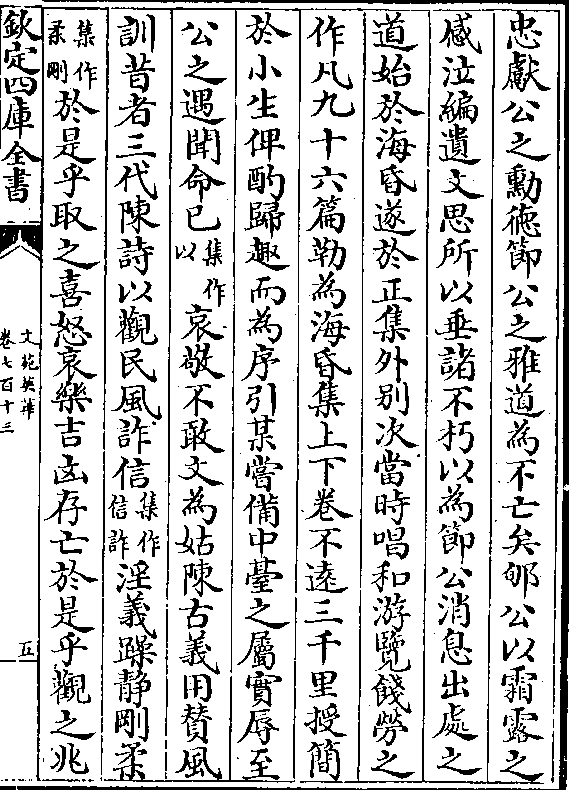 忠獻公之勳徳節公之雅道為不亡矣郇公以霜露之
感泣編遺文思所以垂諸不朽以為節公消息出處之
道始於海昏遂於正集外别次當時唱和游覽餞勞之
作凡九十六篇勒為海昏集上下卷不逺三千里授簡
於小生俾酌歸趣而為序引某嘗備中臺之屬實辱至
公之遇聞命已集作以哀敬不敢文為姑陳古義用賛風
訓昔者三代陳詩以觀民風詐信集作信詐淫義躁静剛柔
集作柔剛於是乎取之喜怒哀樂吉凶存亡於是乎觀之兆
欽定四庫全書
文苑英華
卷七百十三
五